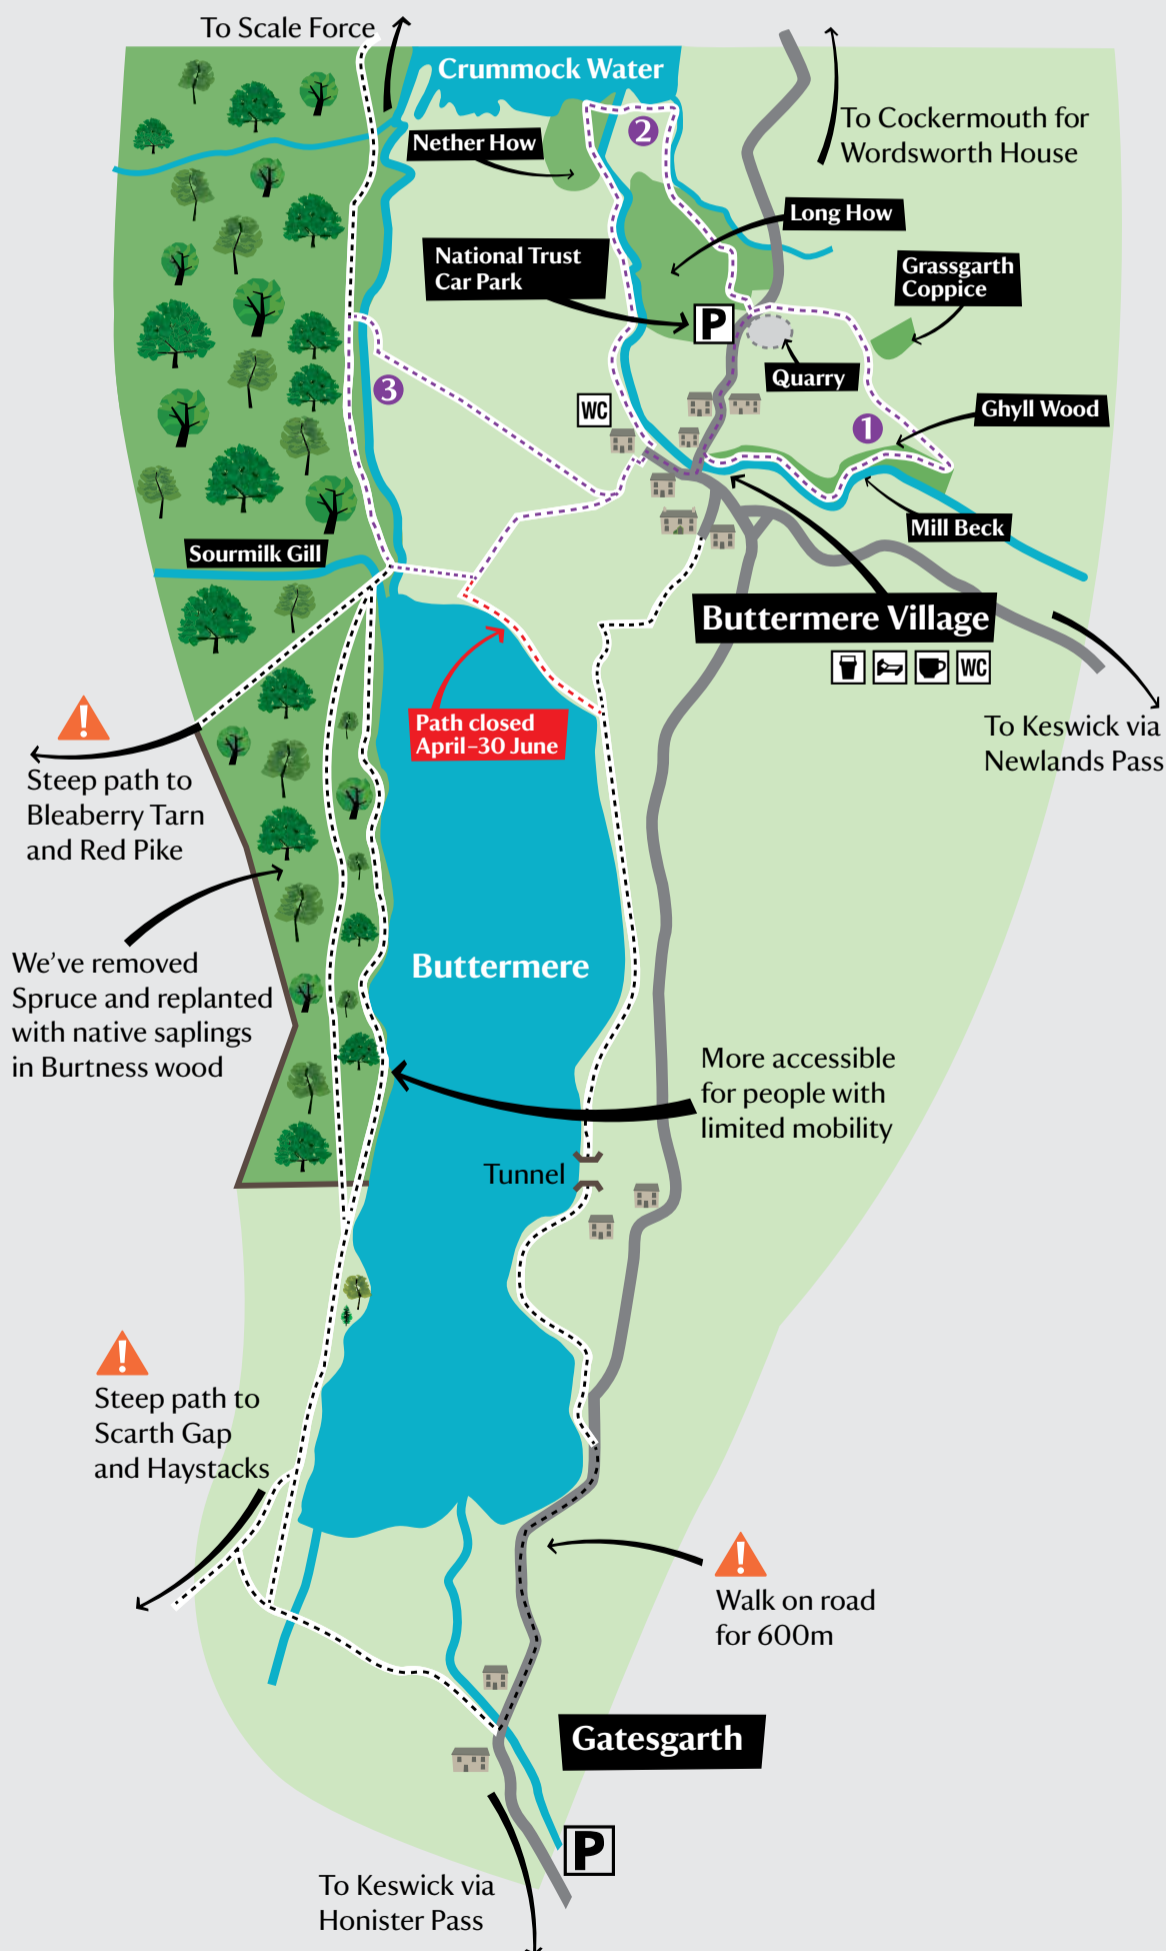 To Scale Force
Crummock Water
2
To Cockermouth for
Wordsworth House
Nether How
Long How
National Trust
Car Park
P
Grassgarth
Coppice
Quarry
3
WC
Ghyll Wood
1
Mill Beck
Sourmilk Gill
Buttermere Village
WC
Path closed
April–30 June
To Keswick via
Newlands Pass
!
Steep path to
Bleaberry Tarn
and Red Pike
We’ve removed
Spruce and replanted
with native saplings
in Burtness wood
Buttermere
More accessible
for people with
limited mobility
Tunnel
!
Steep path to
Scarth Gap
and Haystacks
!
Walk on road
for 600m
Gatesgarth
P
To Keswick via
Honister Pass